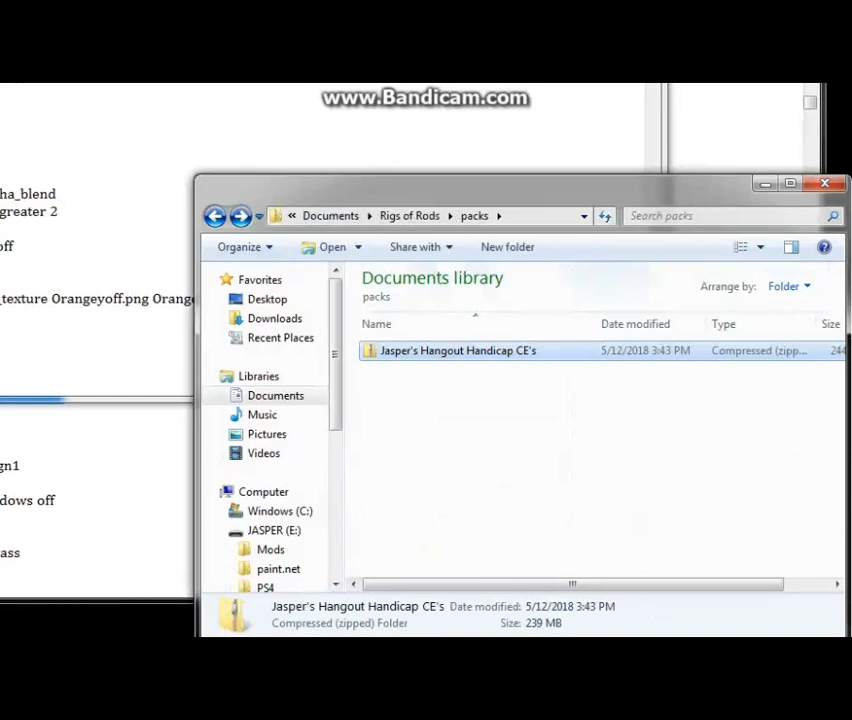 www.Bandicam.com
ha_blend
greater 2
off
_texture Orangeyoff.png Orange
gn1
dows off
ass
« Documents Rigs of Rods packs
Search packs
Organize Open Share with New folder
Favorites
Desktop
Downloads
Recent Places
Libraries
Documents
Music
Pictures
Videos
Computer
Windows (C:)
JASPER (E:)
Mods
paint.net
PS4
Documents library
packs
Arrange by: Folder
Name Date modified Type Size
Jasper's Hangout Handicap CE's 5/12/2018 3:43 PM Compressed (zipp... 244
Jasper's Hangout Handicap CE's Date modified: 5/12/2018 3:43 PM
Compressed (zipped) Folder Size: 239 MB